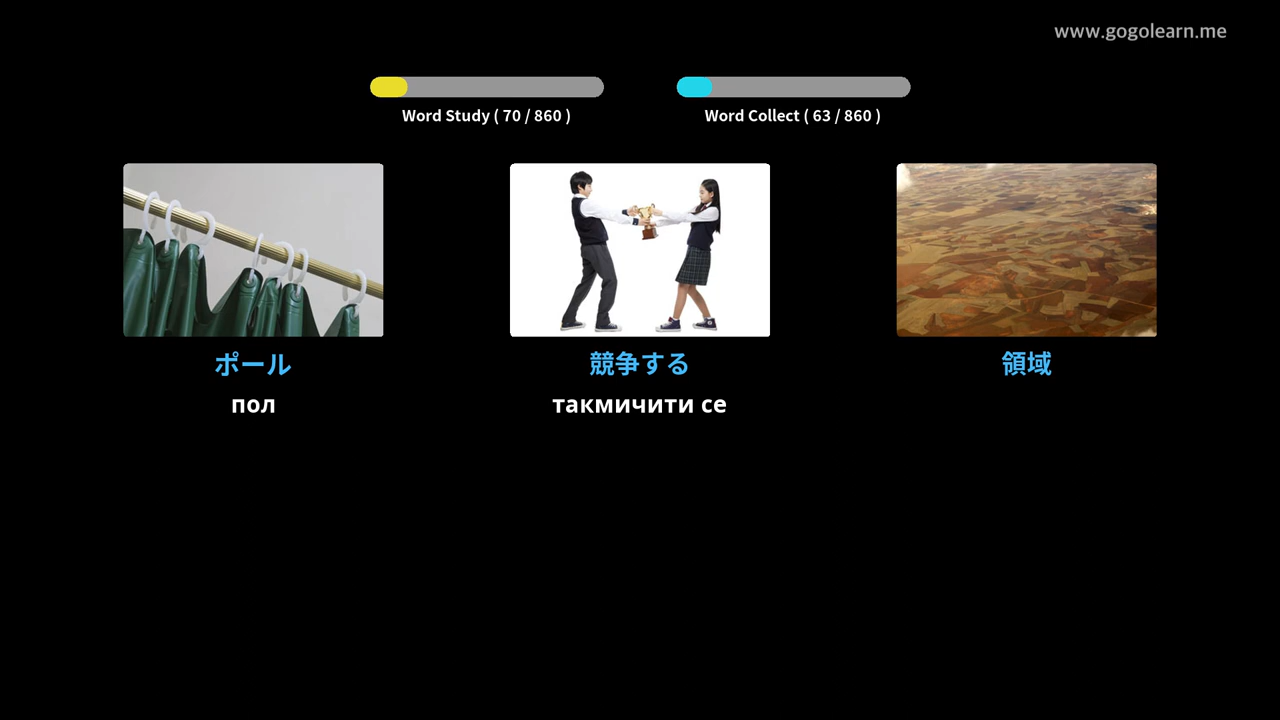 www.gogolearn.me
Word Study ( 70 / 860 )
Word Collect ( 63 / 860 )
ポール
競争する
領域
пол
такмичити се